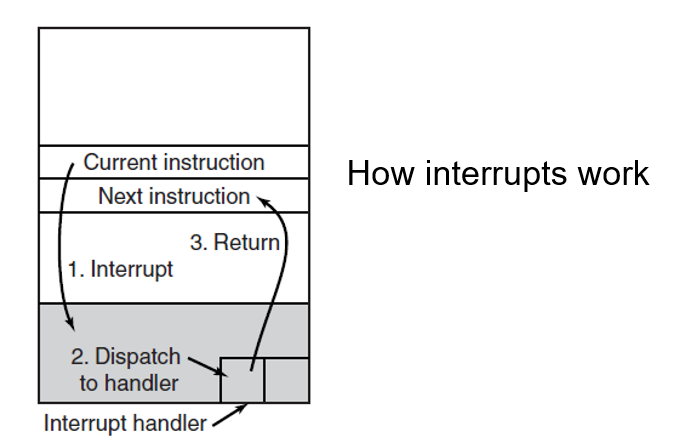 Current instruction
How interrupts work
Next instruction
3. Return
1. Interrupt
2. Dispatch
to handler
Interrupt handler